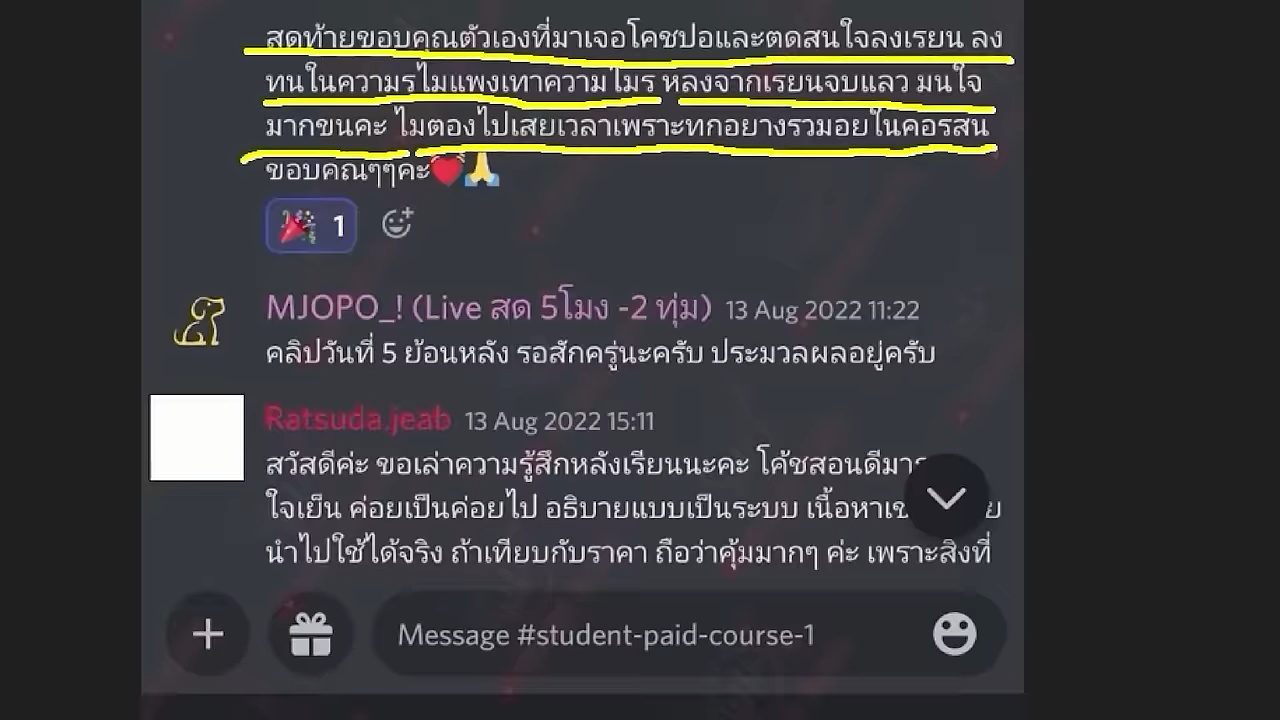 สดท้ายขอบคุณตัวเองที่มาเจอโคชปอและตดสนใจลงเรยน ลง
ทนในความรไมแพงเทาความไมร หลงจากเรยนจบแลว มนใจ
มากขนคะ ไมตองไปเสยเวลาเพราะทกอยางรวมอยในคอรสน
ขอบคณๆๆคะ❤️🙏
🎉 1
MJOPO_! (Live สด 5โมง -2 ทุ่ม) 13 Aug 2022 11:22
คลิปวันที่ 5 ย้อนหลัง รอสักครู่นะครับ ประมวลผลอยู่ครับ
Ratsuda.jeab 13 Aug 2022 15:11
สวัสดีค่ะ ขอเล่าความรู้สึกหลังเรียนนะคะ โค้ชสอนดีมาก
ใจเย็น ค่อยเป็นค่อยไป อธิบายแบบเป็นระบบ
นำไปใช้ได้จริง ถ้าเทียบกับราคา ถือว่าคุ้มมากๆ ค่ะ เพราะสิ่งที่
Message #student-paid-course-1